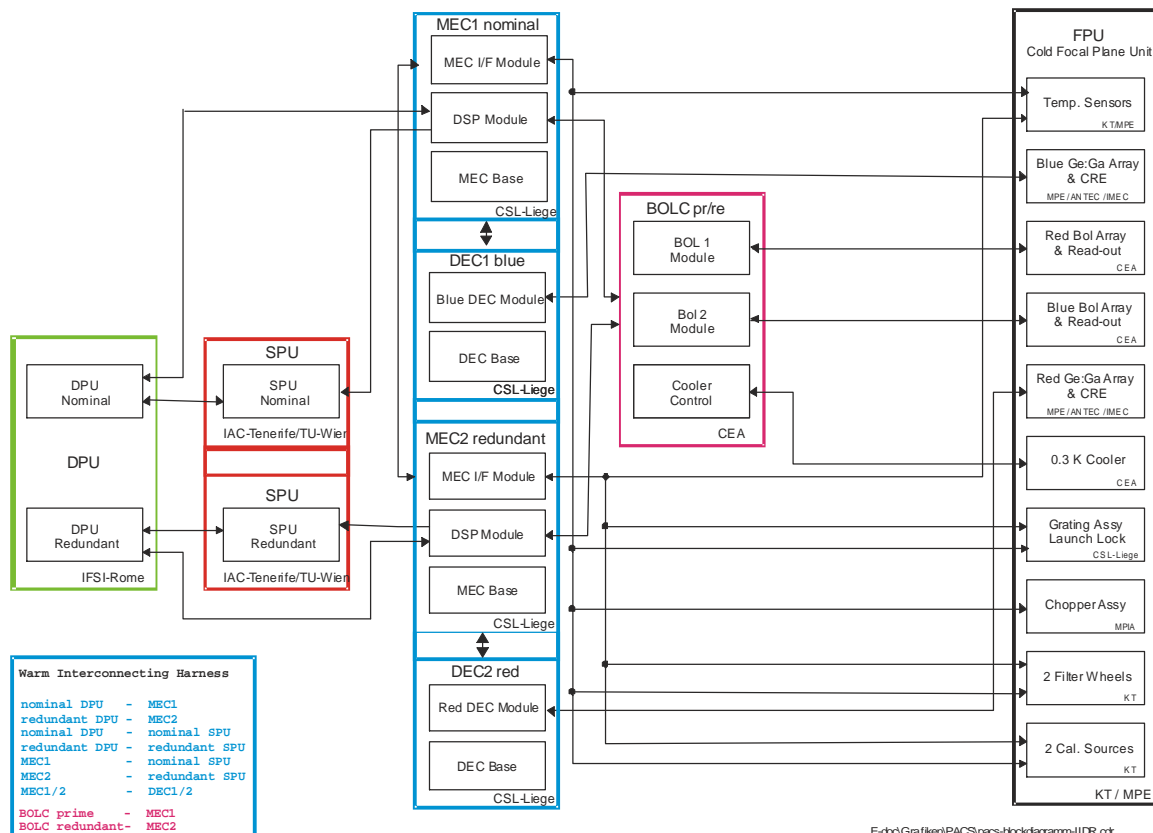 MEC1 nominal
MEC I/F Module
DSP Module
MEC Base
CSL-Liege
DEC1 blue
Blue DEC Module
DEC Base
CSL-Liege
MEC2 redundant
MEC I/F Module
DSP Module
MEC Base
CSL-Liege
DEC2 red
Red DEC Module
DEC Base
CSL-Liege
DPU
Nominal
DPU
DPU
Redundant
IFSI-Rome
SPU
SPU
Nominal
IAC-Tenerife/TU-Wien
SPU
SPU
Redundant
IAC-Tenerife/TU-Wien
BOLC pr/re
BOL 1
Module
Bol 2
Module
Cooler
Control
CEA
FPU
Cold Focal Plane Unit
Temp. Sensors
KT/MPE
Blue Ge:Ga Array
& CRE
MPE/ANTEC/IMEC
Red Bol Array
& Read-out
CEA
Blue Bol Array
& Read-out
CEA
Red Ge:Ga Array
& CRE
MPE/ANTEC/IMEC
0.3 K Cooler
CEA
Grating Assy
Launch Lock
CSL-Liege
Chopper Assy
MPIA
2 Filter Wheels
KT
2 Cal. Sources
KT
KT / MPE
Warm Interconnecting Harness
nominal DPU - MEC1
redundant DPU - MEC2
nominal DPU - nominal SPU
redundant DPU - redundant SPU
MEC1 - nominal SPU
MEC2 - redundant SPU
MEC1/2 - DEC1/2
BOLC prime - MEC1
BOLC redundant- MEC2